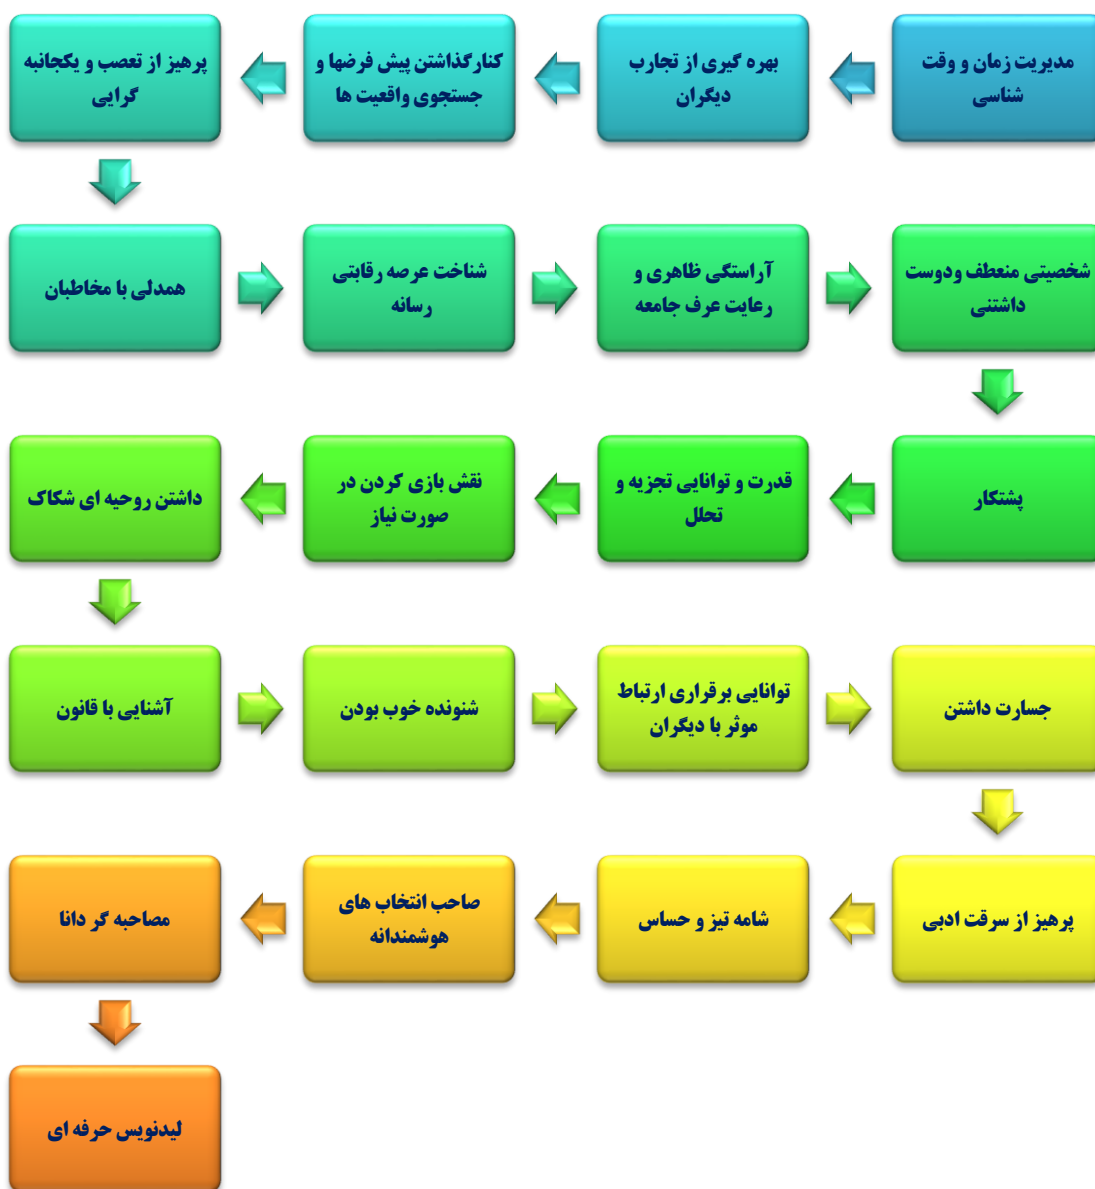 مدیریت زمان و وقت
شناسی
بهره گیری از تجارب
دیگران
کنارگذاشتن پیش فرضها و
جستجوی واقعیت ها
پرهیز از تعصب و یکجانبه
گرایی
همدلی با مخاطبان
شناخت عرصه رقابتی
رسانه
آراستگی ظاهری و
رعایت عرف جامعه
شخصیتی منعطف ودوست
داشتنی
پشتکار
قدرت و توانایی تجزیه و
تحلل
نقش بازی کردن در
صورت نیاز
داشتن روحیه ای شکاک
آشنایی با قانون
شنونده خوب بودن
توانایی برقراری ارتباط
موثر با دیگران
جسارت داشتن
پرهیز از سرقت ادبی
شامه تیز و حساس
صاحب انتخاب های
هوشمندانه
مصاحبه گر دانا
لیدنویس حرفه ای